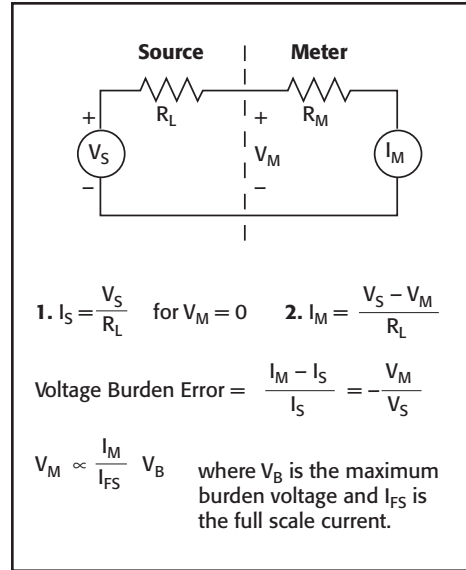 Source Meter
R_L R_M
+ +
V_S V_M I_M
− −
1. I_S = V_S / R_L for V_M = 0 2. I_M = (V_S − V_M) / R_L
Voltage Burden Error = (I_M − I_S) / I_S = − V_M / V_S
V_M ∝ I_M / I_FS V_B where V_B is the maximum
burden voltage and I_FS is
the full scale current.